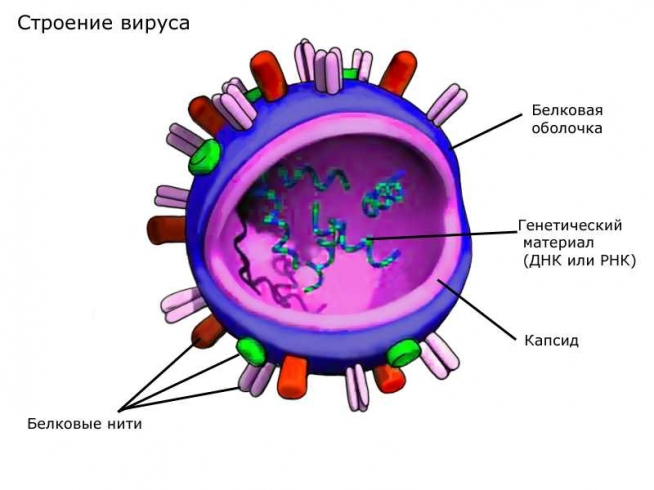 Строение вируса
Белковая
оболочка
Генетический
материал
(ДНК или РНК)
Капсид
Белковые нити